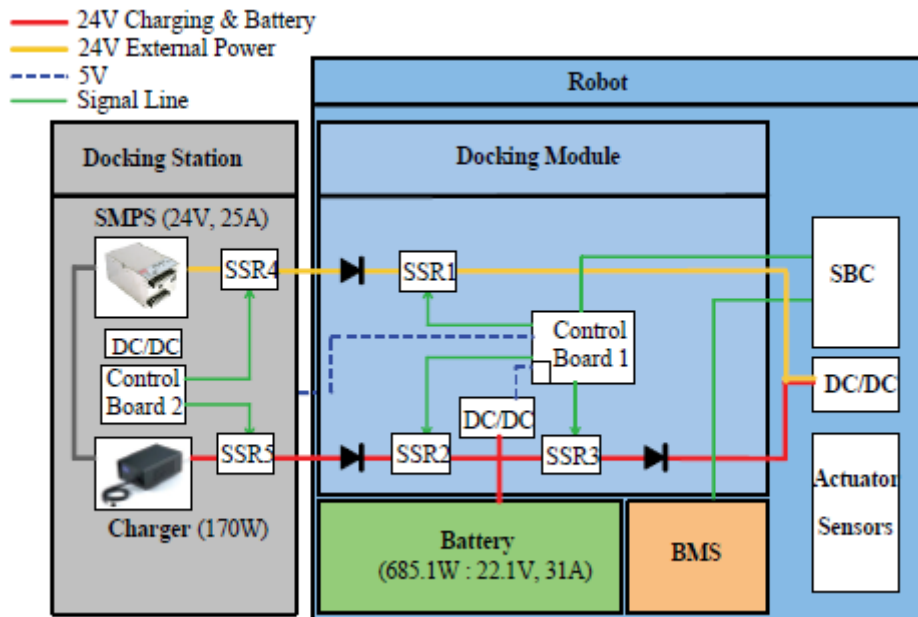 24V Charging & Battery
24V External Power
5V
Signal Line
Robot
Docking Station
Docking Module
SMPS (24V, 25A)
SSR4
SSR1
SBC
DC/DC
Control
Board 2
Control
Board 1
DC/DC
DC/DC
SSR5
SSR2
SSR3
Charger (170W)
Battery
(685.1W : 22.1V, 31A)
BMS
Actuator
Sensors